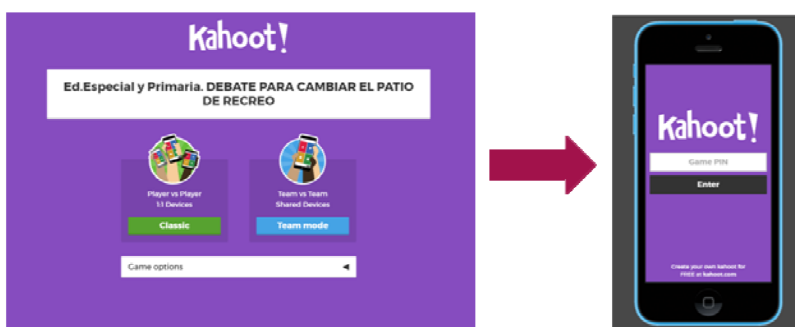 Kahoot!
Ed.Especial y Primaria. DEBATE PARA CAMBIAR EL PATIO
DE RECREO
Player vs Player
1:1 Devices
Classic
Team vs Team
Shared Devices
Team mode
Game options
Kahoot!
Game PIN
Enter
Create your own kahoot for
FREE at kahoot.com